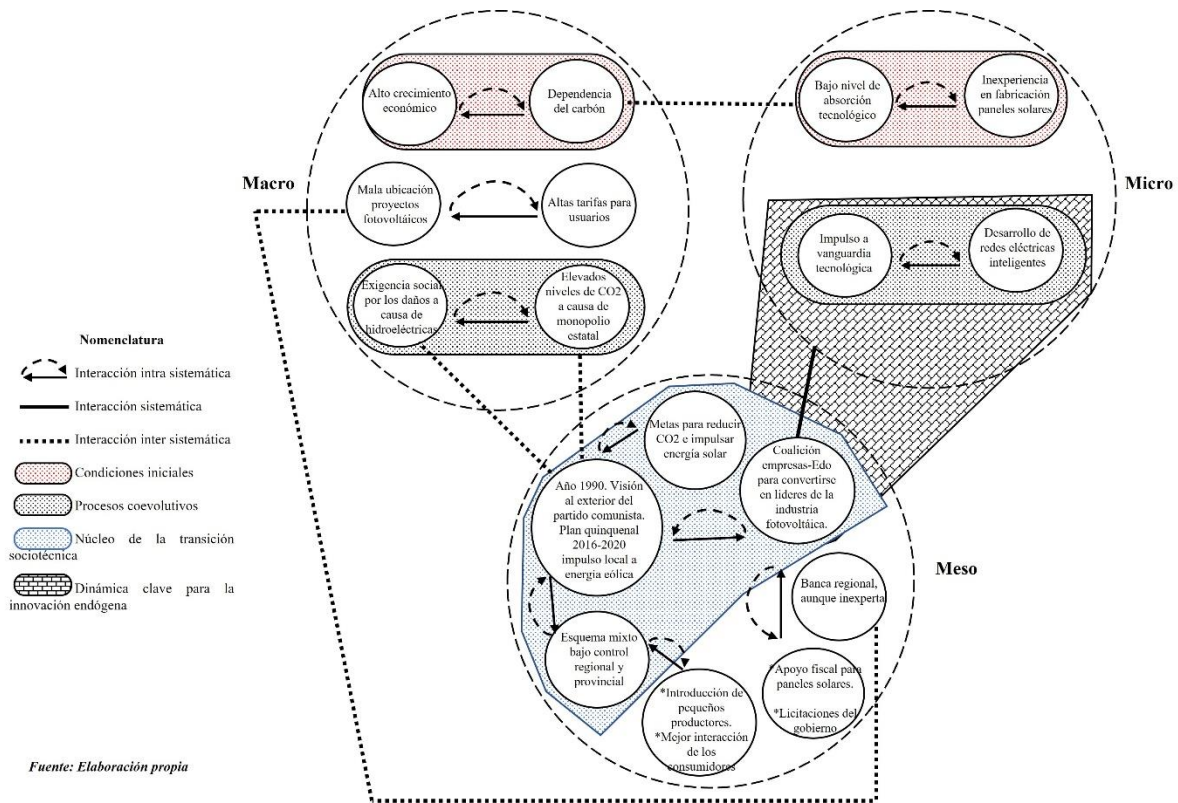 Macro
Alto crecimiento
económico
Dependencia
del carbón
Mala ubicación
proyectos
fotovoltáicos
Altas tarifas para
usuarios
Exigencia social
por los daños a
causa de
hidroeléctricas
Elevados
niveles de CO2
a causa de
monopolio
estatal
Micro
Bajo nivel de
absorción
tecnológico
Inexperiencia
en fabricación
paneles solares
Impulso a
vanguardia
tecnológica
Desarrollo de
redes eléctricas
inteligentes
Nomenclatura
Interacción intra sistemática
Interacción sistemática
Interacción inter sistemática
Condiciones iniciales
Procesos coevolutivos
Núcleo de la transición
sociotécnica
Dinámica clave para la
innovación endógena
Meso
Metas para reducir
CO2 e impulsar
energía solar
Coalición
empresas-Edo
para convertirse
en líderes de la
industria
fotovoltáica.
Año 1990. Visión
al exterior del
partido comunista.
Plan quinquenal
2016-2020
impulso local a
energia eólica
Banca regional,
aunque inexperta
Esquema mixto
bajo control
regional y
provincial
*Introducción de
pequeños
productores.
*Mejor interacción
de los
consumidores
*Apoyo fiscal para
paneles solares.
*Licitaciones del
gobierno
Fuente: Elaboración propia